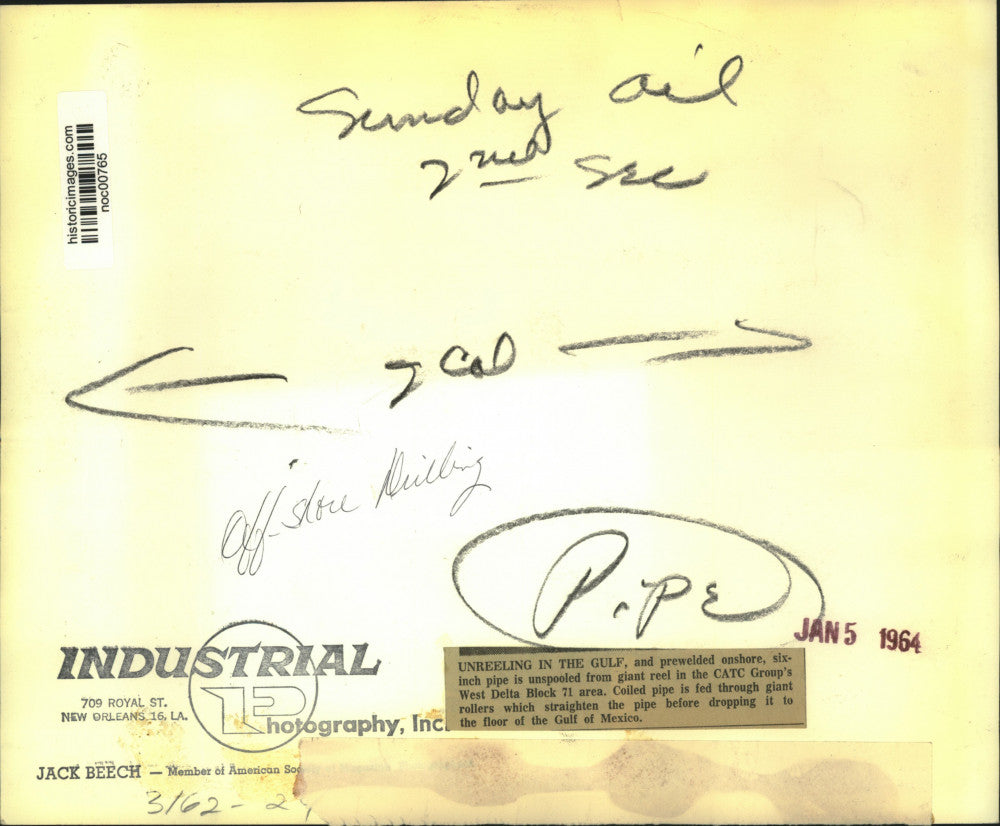 Sunday oil
2nd Sec
historicimages.com
noc00765
2 Col
Off-shore Drilling
Pipe
JAN 5 1964
INDUSTRIAL
Photography, Inc.
709 ROYAL ST.
NEW ORLEANS 16, LA.
UNREELING IN THE GULF, and prewelded onshore, six-
inch pipe is unspooled from giant reel in the CATC Group's
West Delta Block 71 area. Coiled pipe is fed through giant
rollers which straighten the pipe before dropping it to
the floor of the Gulf of Mexico.
JACK BEECH — Member of American
3162-2